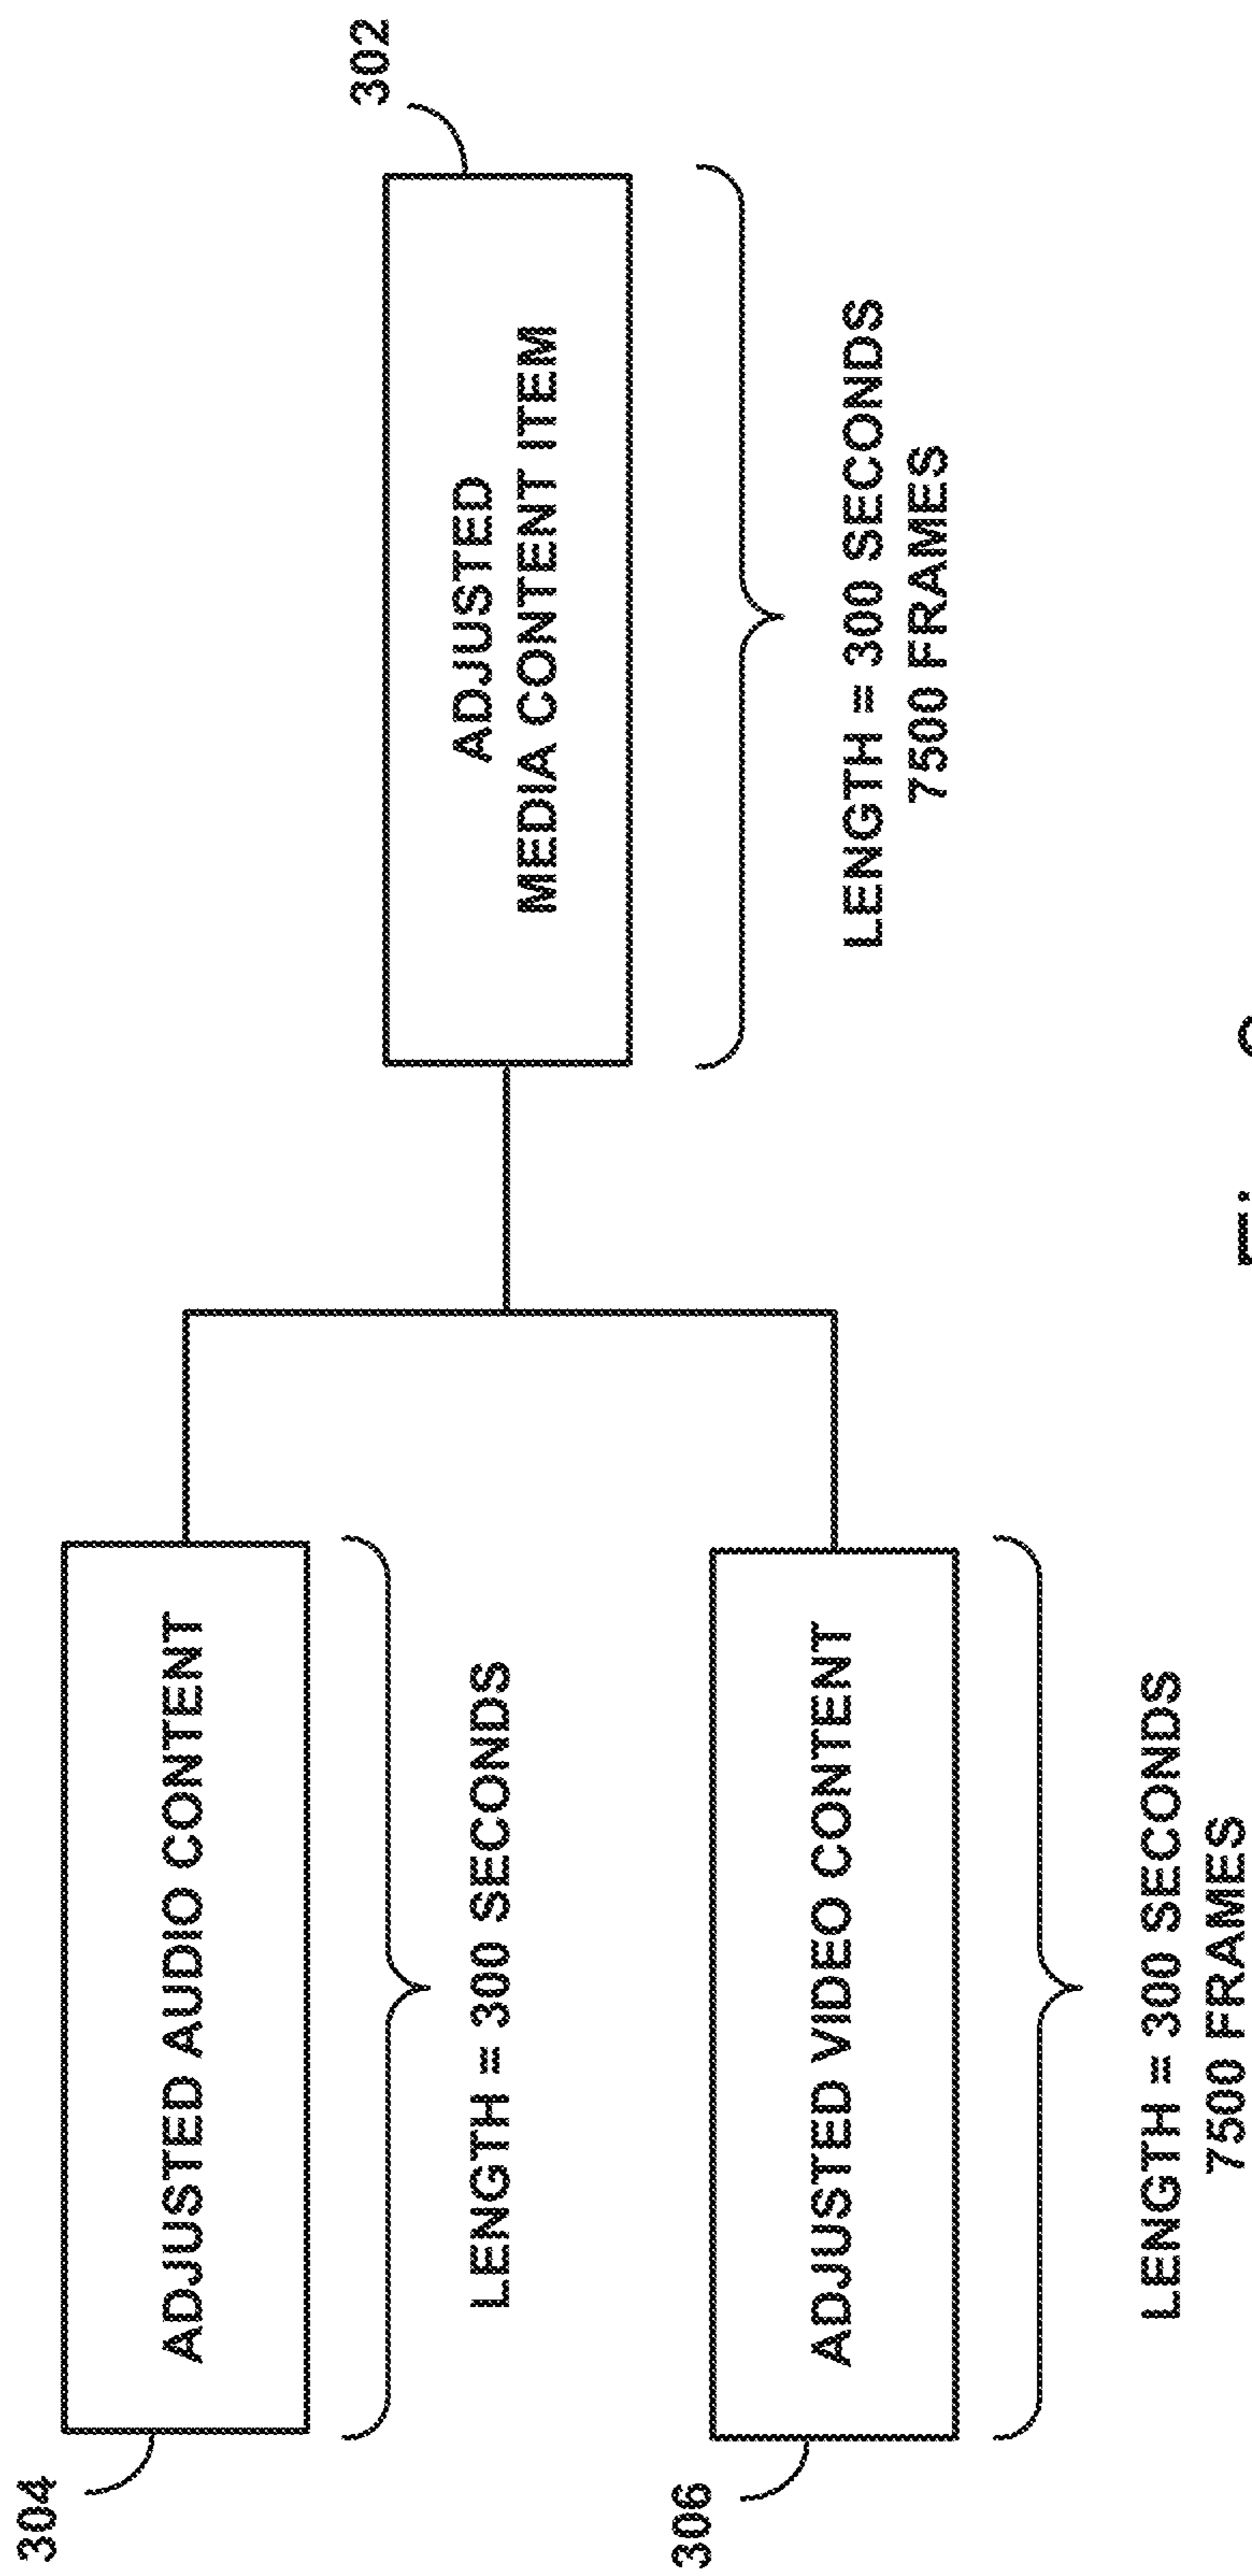 304
ADJUSTED AUDIO CONTENT
LENGTH = 300 SECONDS
306
ADJUSTED VIDEO CONTENT
LENGTH = 300 SECONDS
7500 FRAMES
302
ADJUSTED
MEDIA CONTENT ITEM
LENGTH = 300 SECONDS
7500 FRAMES